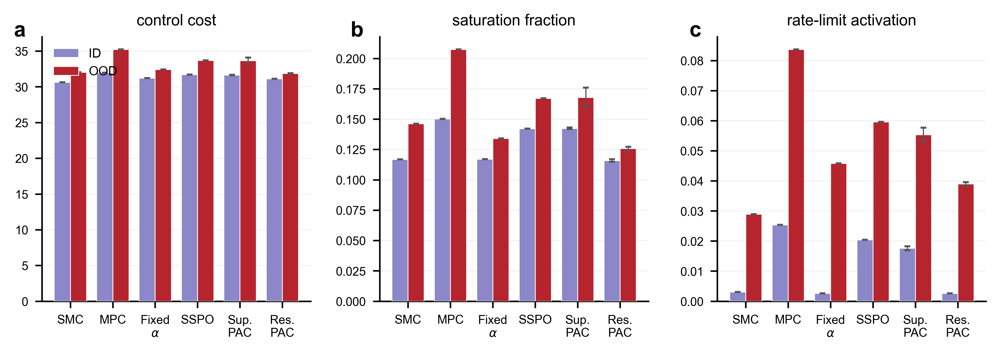 a
control cost
35
30
25
20
15
10
5
0
ID
OOD
SMC MPC Fixed α SSPO Sup. PAC Res. PAC
b
saturation fraction
0.200
0.175
0.150
0.125
0.100
0.075
0.050
0.025
0.000
SMC MPC Fixed α SSPO Sup. PAC Res. PAC
c
rate-limit activation
0.08
0.07
0.06
0.05
0.04
0.03
0.02
0.01
0.00
SMC MPC Fixed α SSPO Sup. PAC Res. PAC